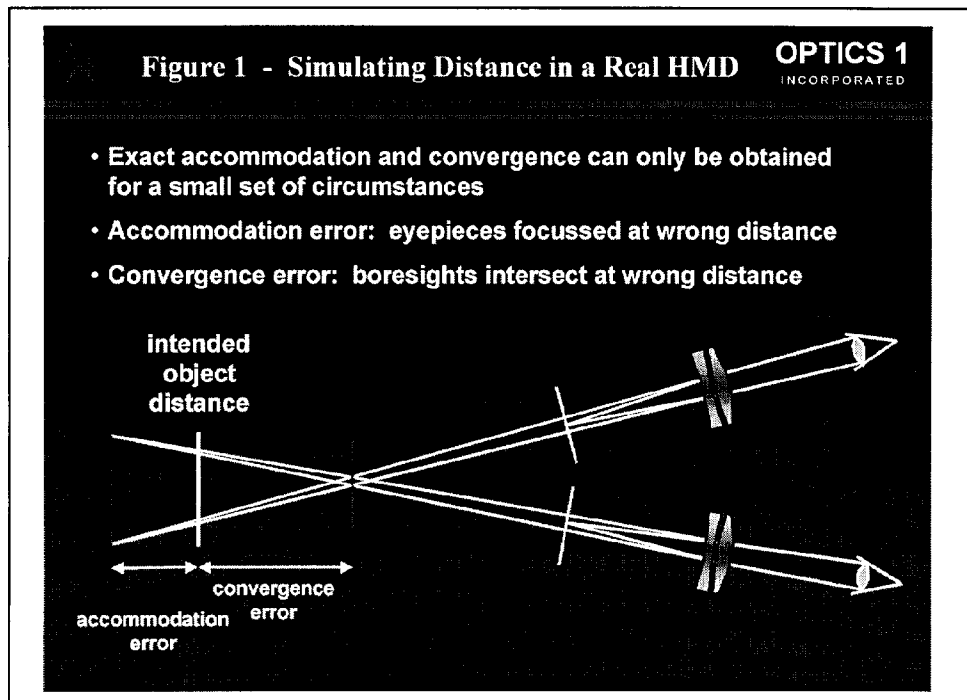 Figure 1 - Simulating Distance in a Real HMD
OPTICS 1
INCORPORATED
• Exact accommodation and convergence can only be obtained
for a small set of circumstances
• Accommodation error: eyepieces focussed at wrong distance
• Convergence error: boresights intersect at wrong distance
intended
object
distance
convergence
error
accommodation
error